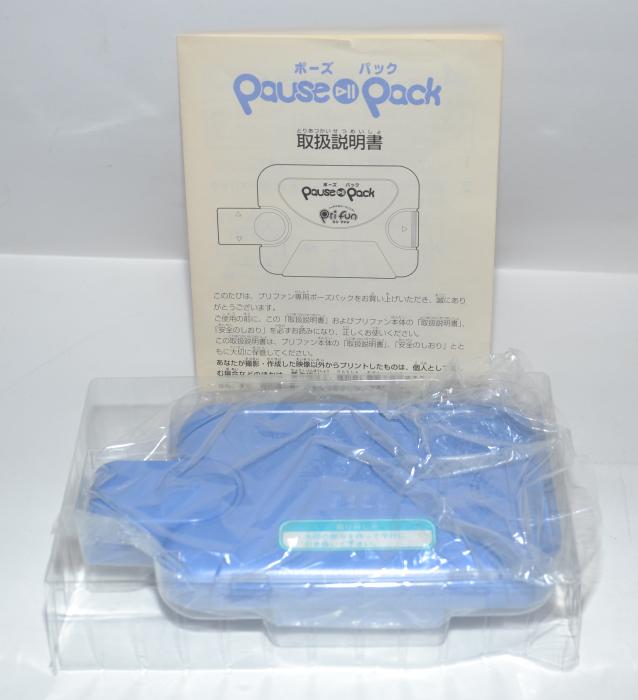 ポーズ パック
Pause Pack
とりあつかいせつめいしょ
取扱説明書
ポーズ パック
Pause Pack
Pri fun
このたびは、プリファン専用ポーズパックをお買い上げいただき、誠にあり
がとうございます。
ご使用の前に、この「取扱説明書」およびプリファン本体の「取扱説明書」、
「安全のしおり」を必ずお読みになり、正しくお使いください。
この取扱説明書は、プリファン本体の「取扱説明書」、「安全のしおり」とと
もに大切に保管してください。
あなたが撮影・作成した映像以外からプリントしたものは、個人とし